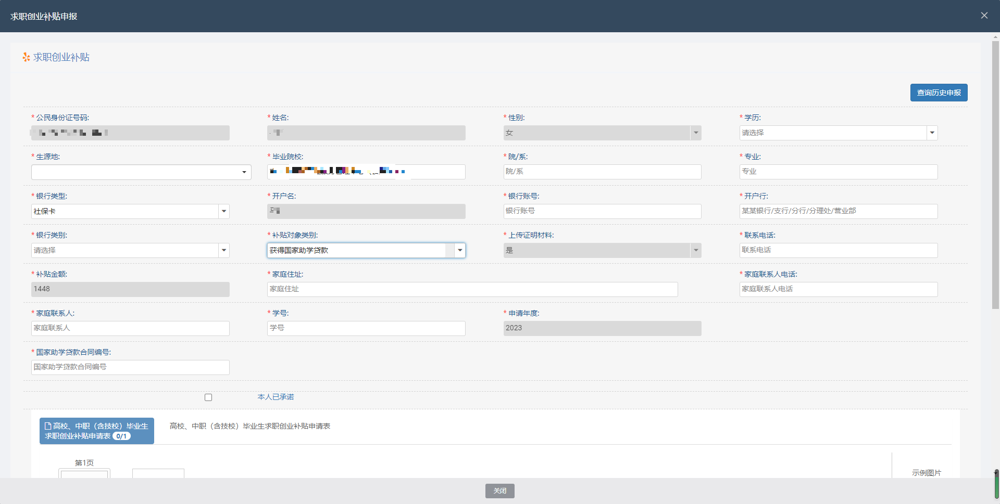 求职创业补贴申报
求职创业补贴
查询历史申报
* 公民身份证号码:
* 姓名:
* 性别:
女
* 学历:
请选择
* 生源地:
* 毕业院校:
* 院/系:
院/系
* 专业:
专业
* 银行类型:
社保卡
* 开户名:
* 银行账号:
银行账号
* 开户行:
某某银行/支行/分行/分理处/营业部
* 银行类别:
请选择
* 补贴对象类别:
获得国家助学贷款
* 上传证明材料:
是
* 联系电话:
联系电话
* 补贴金额:
1448
* 家庭住址:
家庭住址
* 家庭联系人电话:
家庭联系人电话
* 家庭联系人:
家庭联系人
* 学号:
学号
* 申请年度:
2023
* 国家助学贷款合同编号:
国家助学贷款合同编号
本人已承诺
高校、中职（含技校）毕业生
求职创业补贴申请表 0/1
高校、中职（含技校）毕业生求职创业补贴申请表
第1页
示例图片
关闭